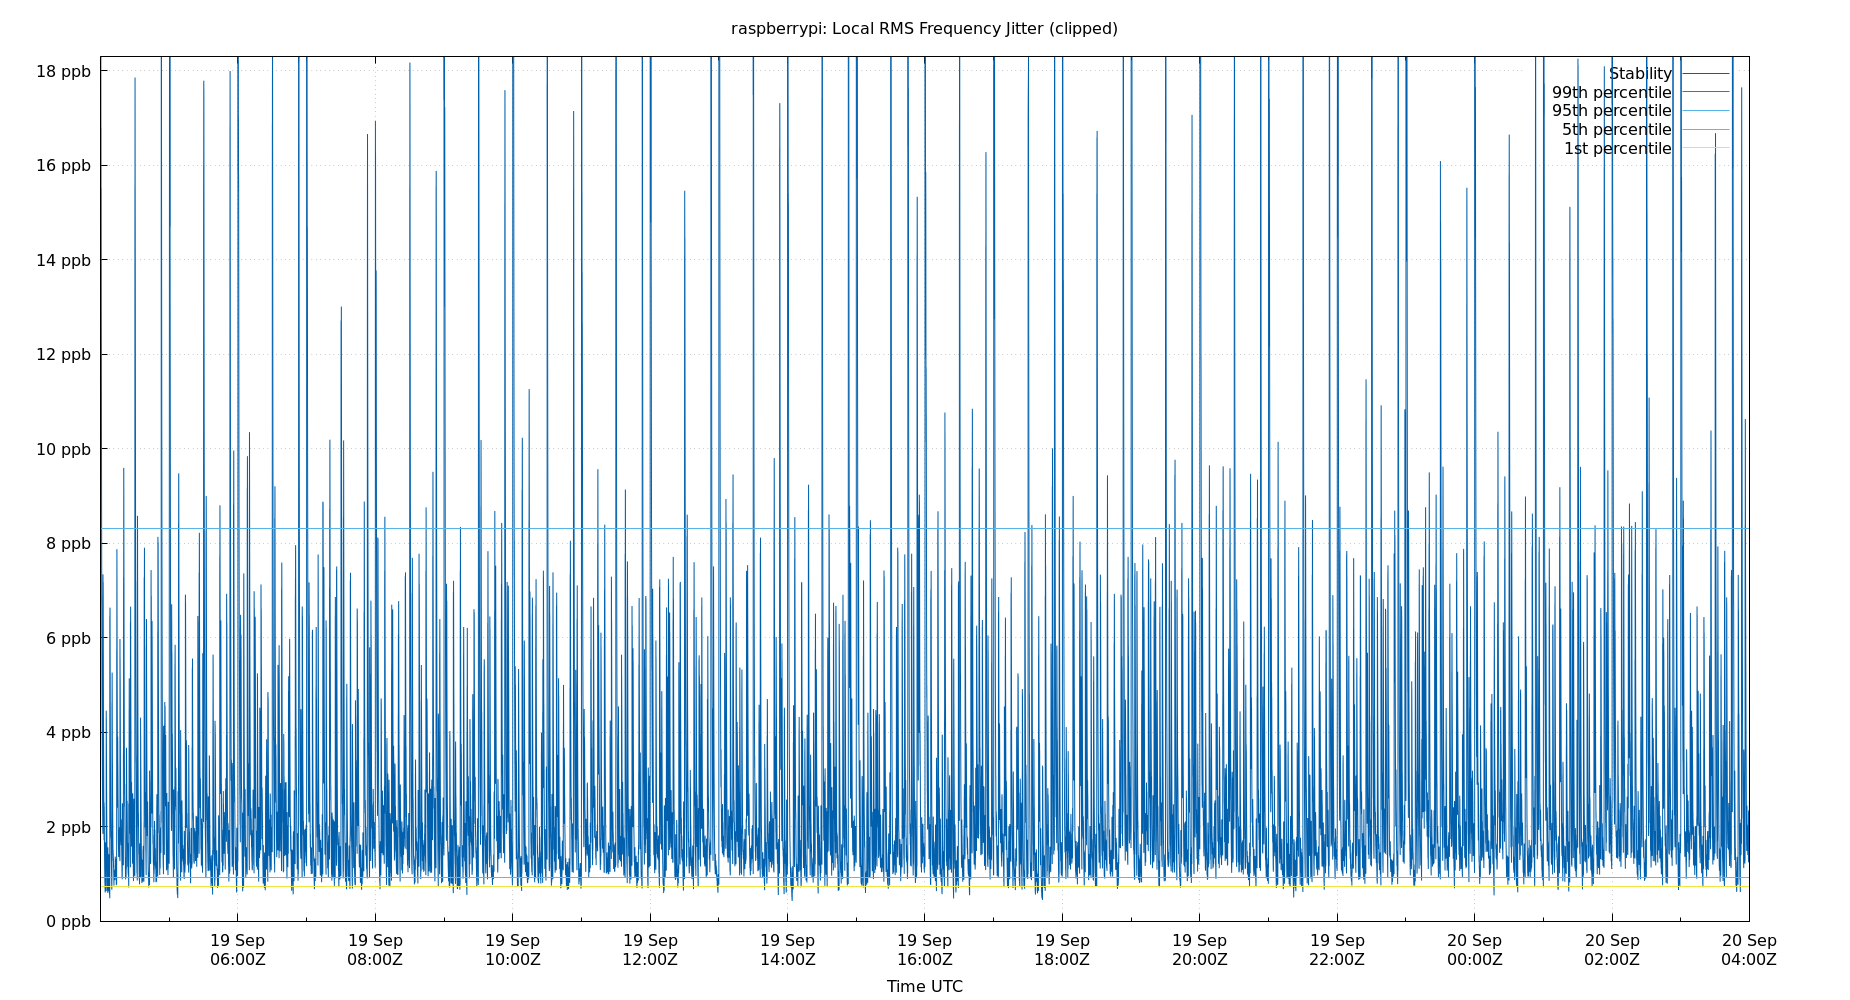 raspberrypi: Local RMS Frequency Jitter (clipped)
18 ppb
16 ppb
14 ppb
12 ppb
10 ppb
8 ppb
6 ppb
4 ppb
2 ppb
0 ppb
Stability
99th percentile
95th percentile
5th percentile
1st percentile
19 Sep 19 Sep 19 Sep 19 Sep 19 Sep 19 Sep 19 Sep 19 Sep 19 Sep 20 Sep 20 Sep 20 Sep
06:00Z 08:00Z 10:00Z 12:00Z 14:00Z 16:00Z 18:00Z 20:00Z 22:00Z 00:00Z 02:00Z 04:00Z
Time UTC